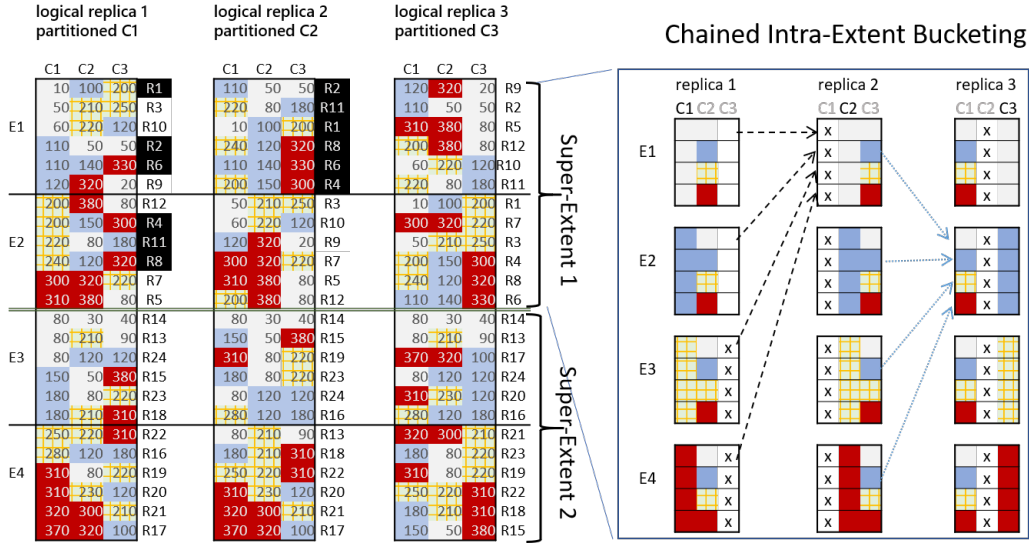 logical replica 1
partitioned C1
logical replica 2
partitioned C2
logical replica 3
partitioned C3
C1 C2 C3 C1 C2 C3 C1 C2 C3
10 100 200 R1 110 50 50 R2 120 320 20 R9
50 210 250 R3 220 80 180 R11 110 50 50 R2
E1 60 220 120 R10 10 100 200 R1 310 380 80 R5
110 50 50 R2 240 120 320 R8 200 380 80 R12
110 140 330 R6 110 140 330 R6 60 220 120 R10
120 320 20 R9 200 150 300 R4 220 80 180 R11
200 380 80 R12 50 210 250 R3 10 100 200 R1
200 150 300 R4 60 220 120 R10 300 320 220 R7
E2 220 80 180 R11 120 320 20 R9 50 210 250 R3
240 120 320 R8 300 320 220 R7 200 150 300 R4
300 320 220 R7 310 380 80 R5 240 120 320 R8
310 380 80 R5 200 380 80 R12 110 140 330 R6
80 30 40 R14 80 30 40 R14 80 30 40 R14
80 210 90 R13 150 50 380 R15 80 210 90 R13
E3 80 120 120 R24 310 80 220 R19 370 320 100 R17
150 50 380 R15 180 80 220 R23 80 120 120 R24
180 80 220 R23 80 120 120 R24 310 230 120 R20
180 210 310 R18 280 120 180 R16 280 120 180 R16
250 220 310 R22 80 210 90 R13 320 300 210 R21
280 120 180 R16 180 210 310 R18 180 80 220 R23
E4 310 80 220 R19 250 220 310 R22 310 80 220 R19
310 230 120 R20 310 230 120 R20 250 220 310 R22
320 300 210 R21 320 300 210 R21 180 210 310 R18
370 320 100 R17 370 320 100 R17 150 50 380 R15
Super-Extent 1
Super-Extent 2
Chained Intra-Extent Bucketing
replica 1 replica 2 replica 3
C1 C2 C3 C1 C2 C3 C1 C2 C3
x x
E1 x x
x x
x x
x x
E2 x x
x x
x x
x x
E3 x x
x x
x x
x x
E4 x x
x x
x x